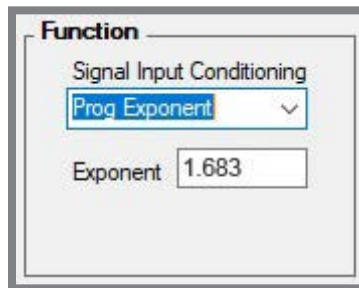 Function
Signal Input Conditioning
Prog Exponent
Exponent 1.683